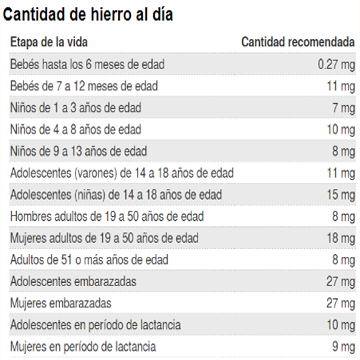 Cantidad de hierro al día
Etapa de la vida Cantidad recomendada
Bebés hasta los 6 meses de edad 0.27 mg
Bebés de 7 a 12 meses de edad 11 mg
Niños de 1 a 3 años de edad 7 mg
Niños de 4 a 8 años de edad 10 mg
Niños de 9 a 13 años de edad 8 mg
Adolescentes (varones) de 14 a 18 años de edad 11 mg
Adolescentes (niñas) de 14 a 18 años de edad 15 mg
Hombres adultos de 19 a 50 años de edad 8 mg
Mujeres adultos de 19 a 50 años de edad 18 mg
Adultos de 51 o más años de edad 8 mg
Adolescentes embarazadas 27 mg
Mujeres embarazadas 27 mg
Adolescentes en período de lactancia 10 mg
Mujeres en período de lactancia 9 mg